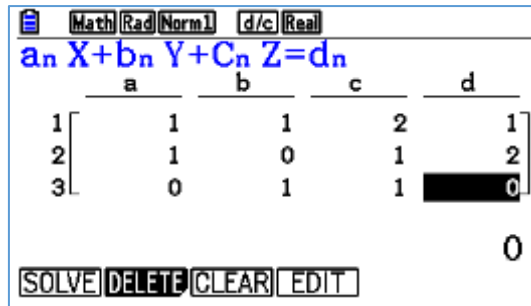 Math Rad Norm1 d/c Real
an X+bn Y+Cn Z=dn
a b c d
1 1 1 2 1
2 1 0 1 2
3 0 1 1 0
0
SOLVE DELETE CLEAR EDIT